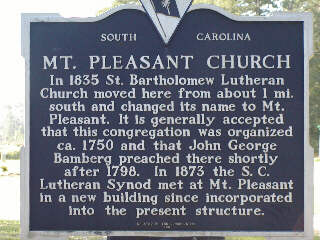 SOUTH CAROLINA
MT. PLEASANT CHURCH
In 1835 St. Bartholomew Lutheran
Church moved here from about 1 mi.
south and changed its name to Mt.
Pleasant. It is generally accepted
that this congregation was organized
ca. 1750 and that John George
Bamberg preached there shortly
after 1798. In 1873 the S. C.
Lutheran Synod met at Mt. Pleasant
in a new building since incorporated
into the present structure.